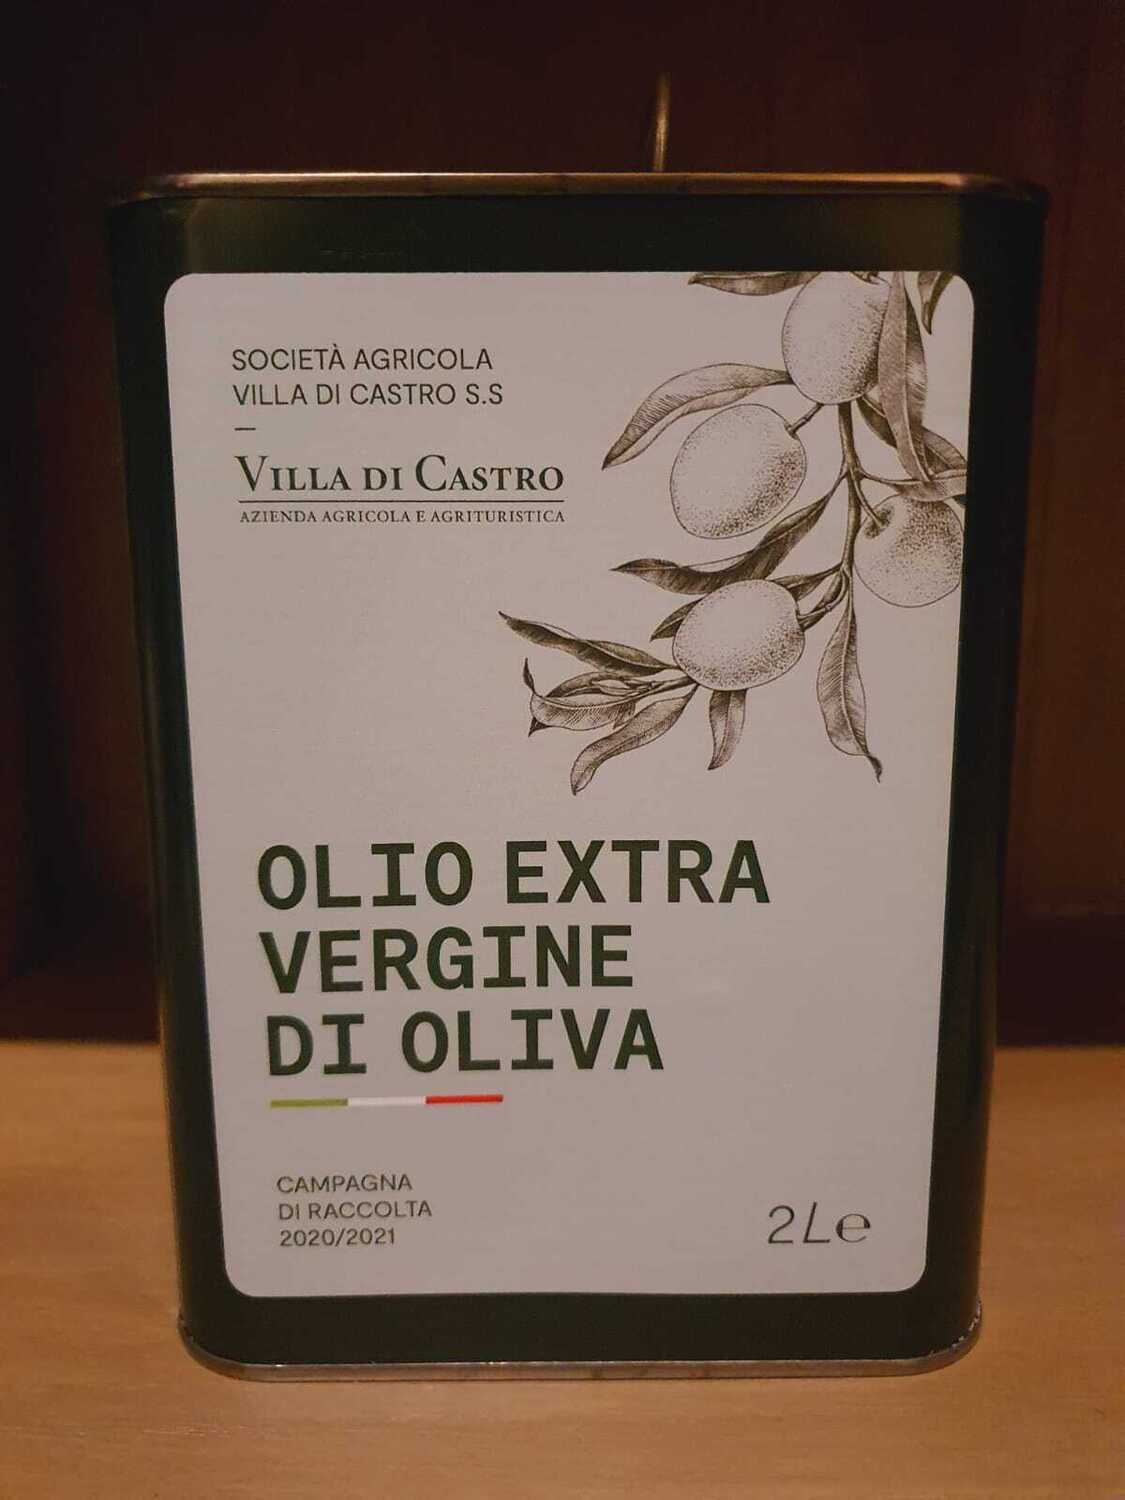 SOCIETÀ AGRICOLA
VILLA DI CASTRO S.S
VILLA DI CASTRO
AZIENDA AGRICOLA E AGRITURISTICA
OLIO EXTRA
VERGINE
DI OLIVA
CAMPAGNA
DI RACCOLTA
2020/2021
2Le